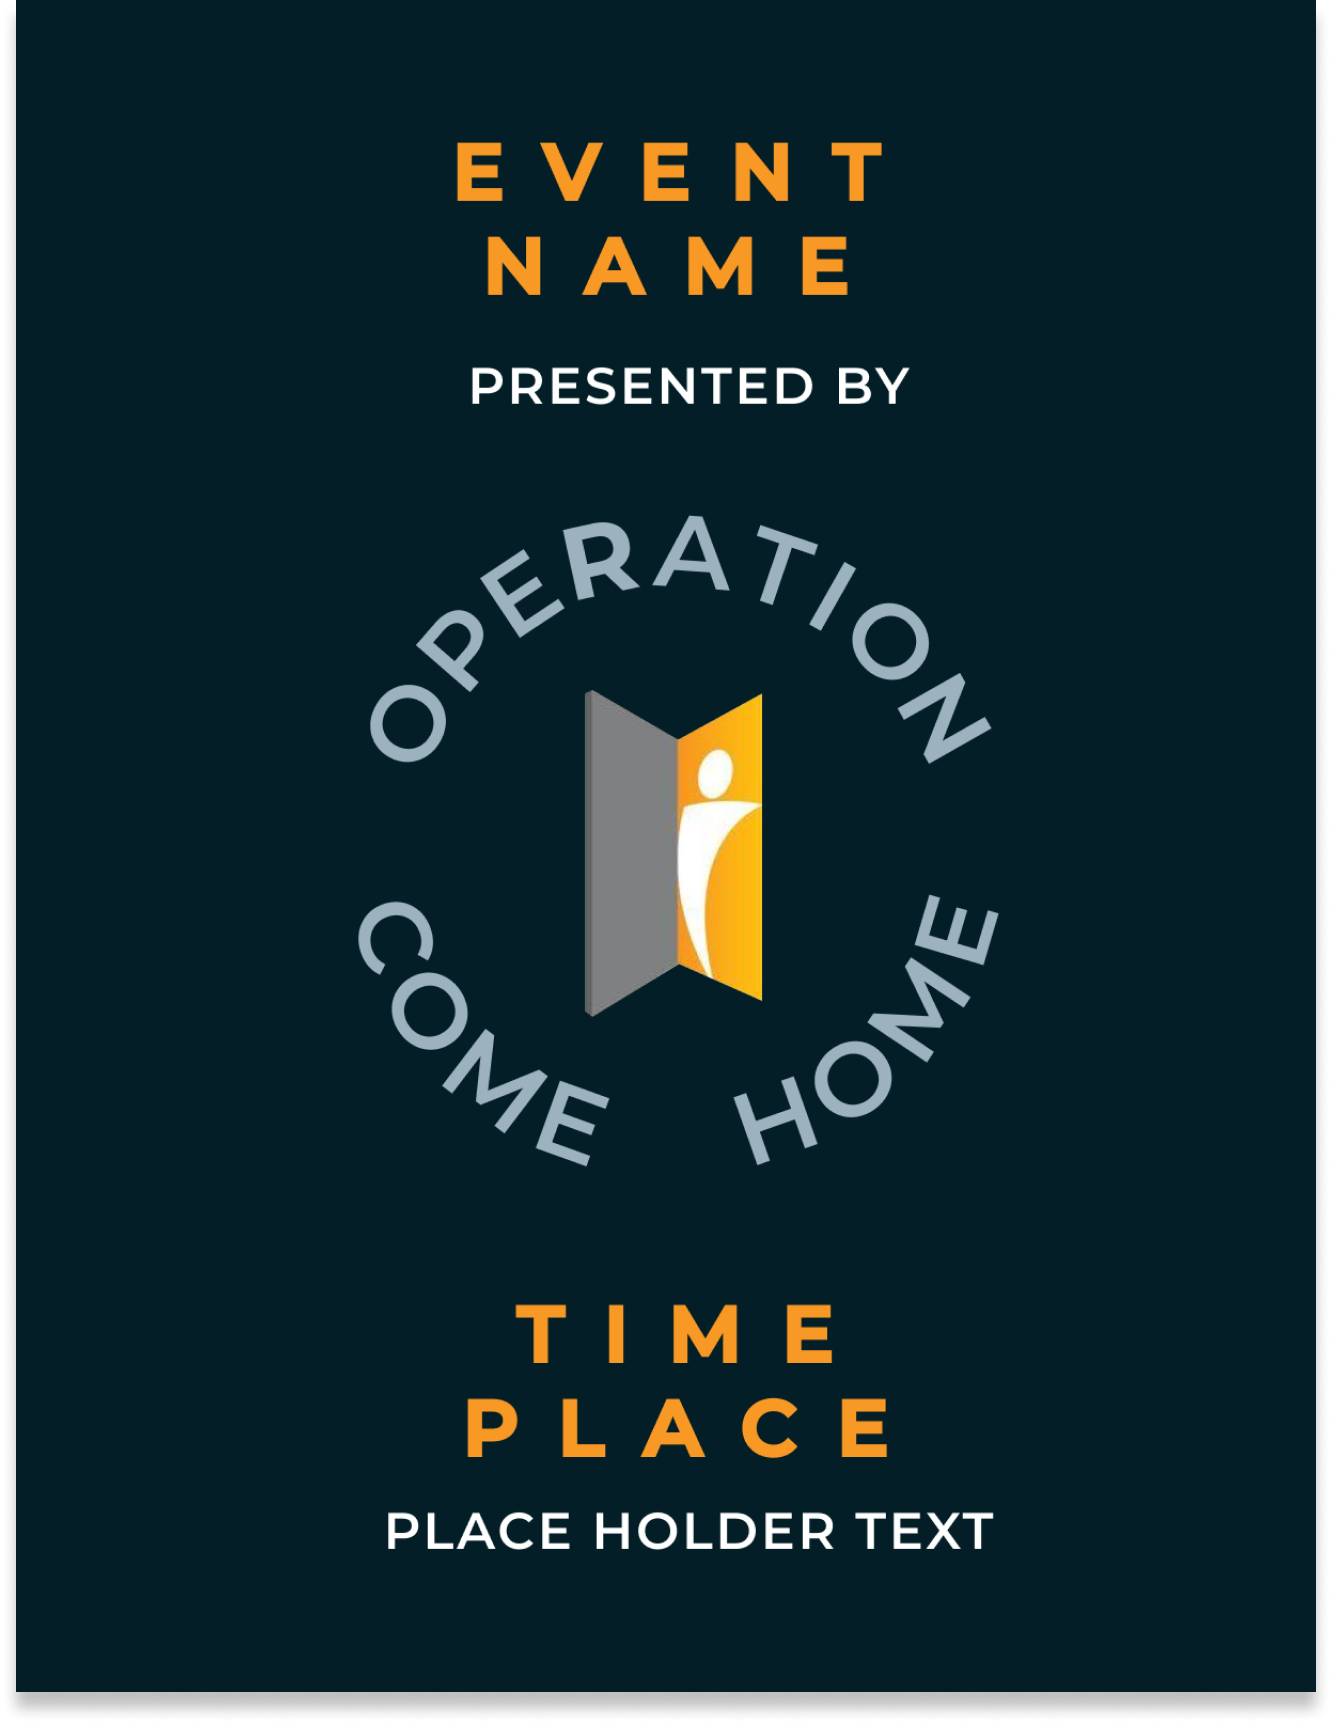 EVENT
NAME
PRESENTED BY
OPERATION
COME HOME
TIME
PLACE
PLACE HOLDER TEXT